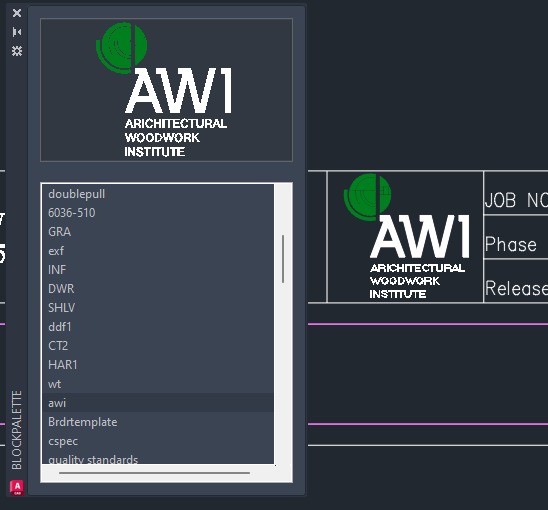 AWI
ARICHITECTURAL
WOODWORK
INSTITUTE
doublepull
6036-510
GRA
exf
INF
DWR
SHLV
ddf1
CT2
HAR1
wt
awi
Brdrtemplate
cspec
quality standards
BLOCKPALETTE
A
CAD
AWI
ARICHITECTURAL
WOODWORK
INSTITUTE
JOB NO
Phase
Release